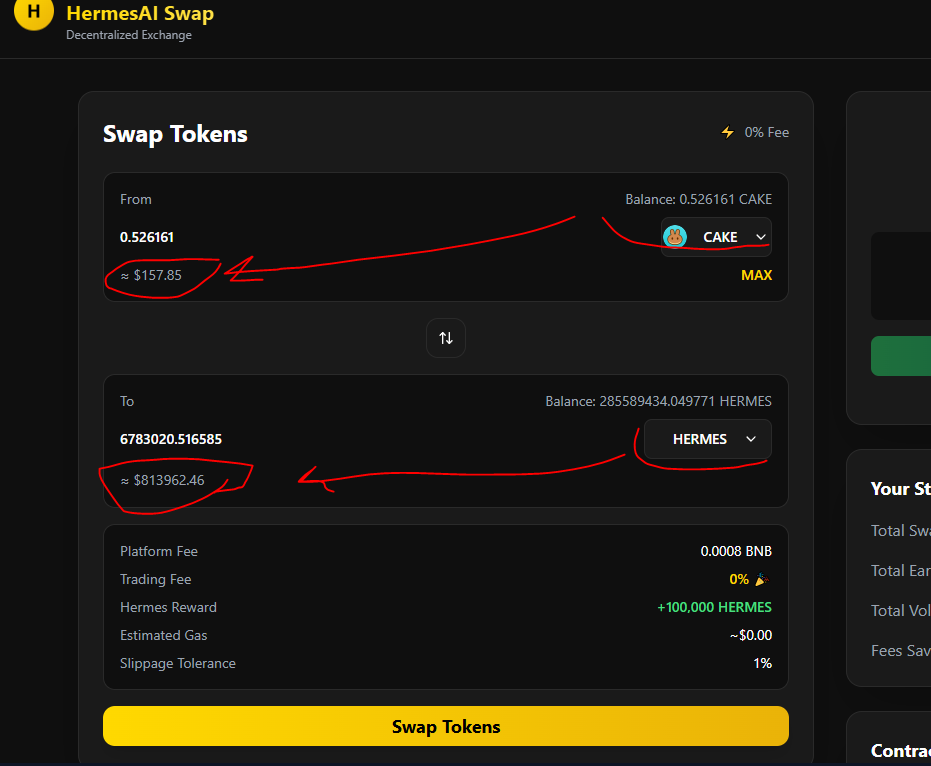 H
HermesAI Swap
Decentralized Exchange
Swap Tokens
⚡ 0% Fee
From
Balance: 0.526161 CAKE
0.526161
CAKE
≈ $157.85
MAX
To
Balance: 285589434.049771 HERMES
6783020.516585
HERMES
≈ $813962.46
Platform Fee
0.0008 BNB
Trading Fee
0% 🎉
Hermes Reward
+100,000 HERMES
Estimated Gas
~$0.00
Slippage Tolerance
1%
Swap Tokens
Your St
Total Swa
Total Ear
Total Vol
Fees Sav
Contra